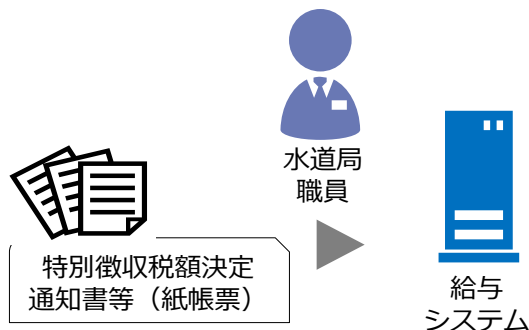 水道局
職員
特別徴収税額決定
通知書等（紙帳票）
給与
システム